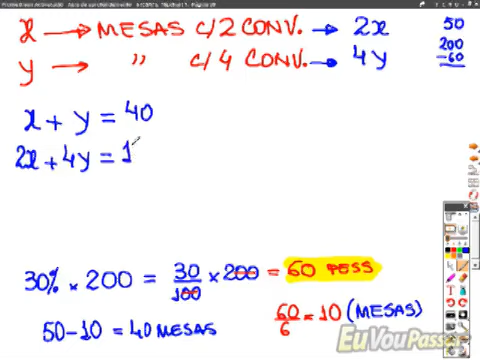 x → MESAS C/2 CONV. → 2x
y → " C/4 CONV. → 4y
50
200
-60
x + y = 40
2x + 4y = 1
30% × 200 = 30/100 × 200 = 60 PESS
60/6 = 10 (MESAS)
50 - 10 = 40 MESAS
EuVouPassar